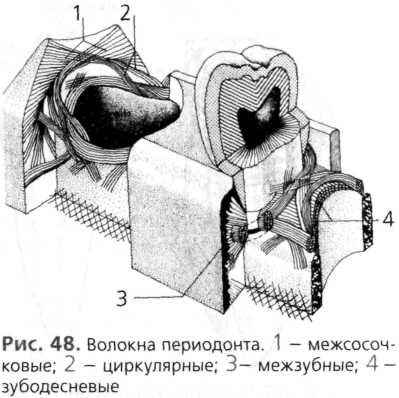 1
2
3
4
Рис. 48. Волокна периодонта. 1 – межсосоч-
ковые; 2 – циркулярные; 3– межзубные; 4 –
зубодесневые